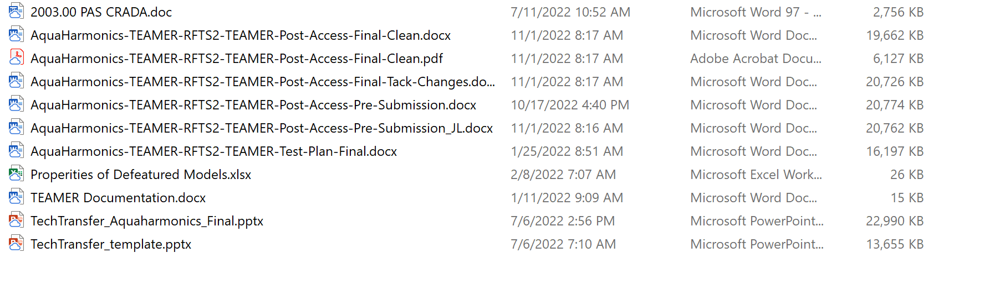 2003.00 PAS CRADA.doc 7/11/2022 10:52 AM Microsoft Word 97 - ... 2,756 KB
AquaHarmonics-TEAMER-RFTS2-TEAMER-Post-Access-Final-Clean.docx 11/1/2022 8:17 AM Microsoft Word Doc... 19,662 KB
AquaHarmonics-TEAMER-RFTS2-TEAMER-Post-Access-Final-Clean.pdf 11/1/2022 8:17 AM Adobe Acrobat Docu... 6,127 KB
AquaHarmonics-TEAMER-RFTS2-TEAMER-Post-Access-Final-Tack-Changes.do... 11/1/2022 8:17 AM Microsoft Word Doc... 20,726 KB
AquaHarmonics-TEAMER-RFTS2-TEAMER-Post-Access-Pre-Submission.docx 10/17/2022 4:40 PM Microsoft Word Doc... 20,774 KB
AquaHarmonics-TEAMER-RFTS2-TEAMER-Post-Access-Pre-Submission_JL.docx 11/1/2022 8:16 AM Microsoft Word Doc... 20,762 KB
AquaHarmonics-TEAMER-RFTS2-TEAMER-Test-Plan-Final.docx 1/25/2022 8:51 AM Microsoft Word Doc... 16,197 KB
Properities of Defeatured Models.xlsx 2/8/2022 7:07 AM Microsoft Excel Work... 26 KB
TEAMER Documentation.docx 1/11/2022 9:09 AM Microsoft Word Doc... 15 KB
TechTransfer_Aquaharmonics_Final.pptx 7/6/2022 2:56 PM Microsoft PowerPoint... 22,990 KB
TechTransfer_template.pptx 7/6/2022 7:10 AM Microsoft PowerPoint... 13,655 KB